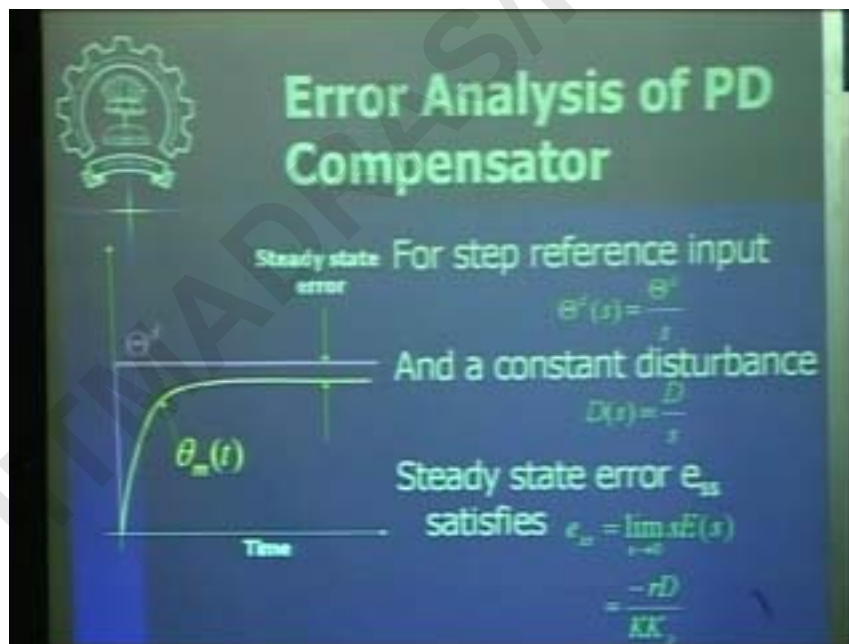 Error Analysis of PD
Compensator
Steady state
error
Θ^d
θ_m(t)
Time
For step reference input
Θ^d(s) = Θ^d / s
And a constant disturbance
D(s) = D / s
Steady state error e_ss
satisfies e_ss = lim_{s→0} sE(s)
= -rD / KK